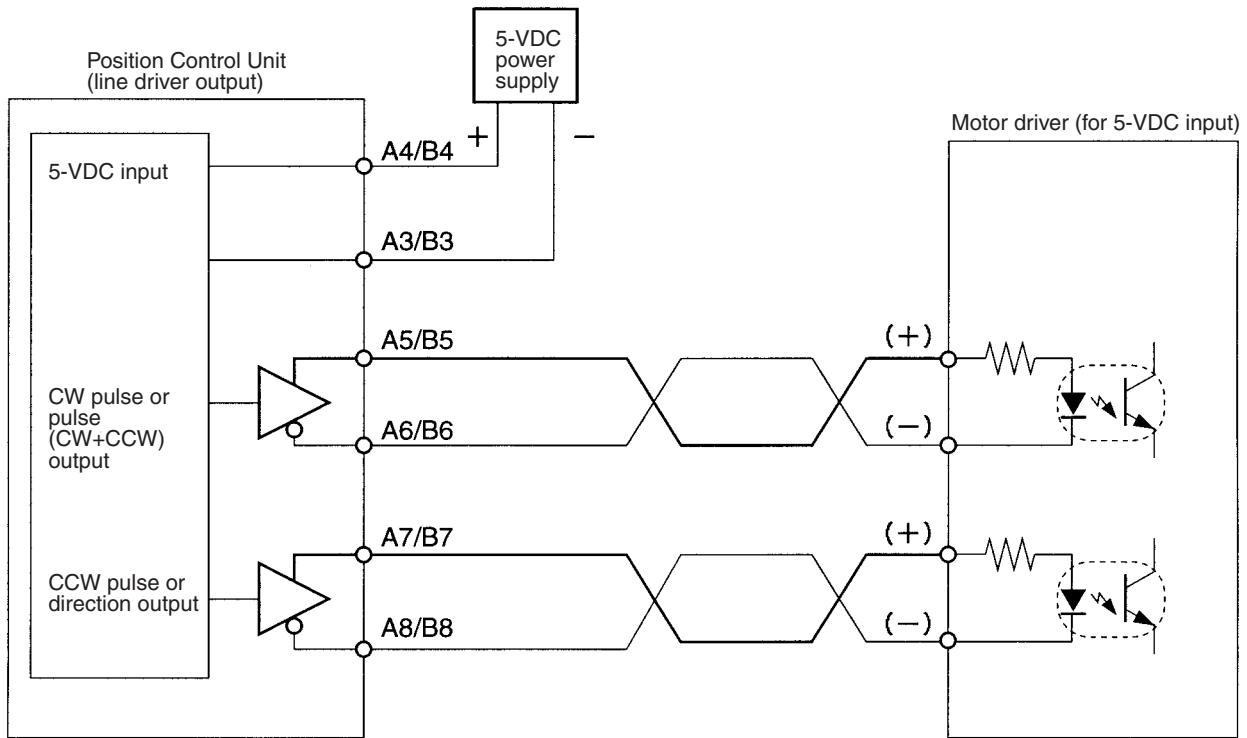 5-VDC
power
supply
Position Control Unit
(line driver output)
Motor driver (for 5-VDC input)
+
−
A4/B4
5-VDC input
A3/B3
A5/B5
(+)
CW pulse or
pulse
(CW+CCW)
output
A6/B6
(−)
A7/B7
(+)
CCW pulse or
direction output
A8/B8
(−)